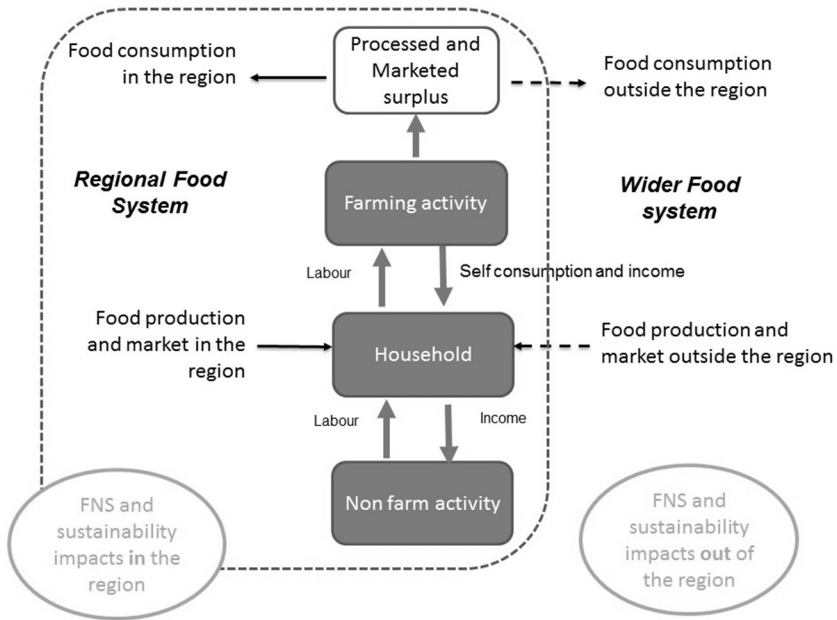 Food consumption
in the region
Processed and
Marketed
surplus
Food consumption
outside the region
Regional Food
System
Farming activity
Wider Food
system
Labour
Self consumption and income
Food production
and market in the
region
Household
Food production and
market outside the region
Labour
Income
Non farm activity
FNS and
sustainability
impacts in the
region
FNS and
sustainability
impacts out of
the region